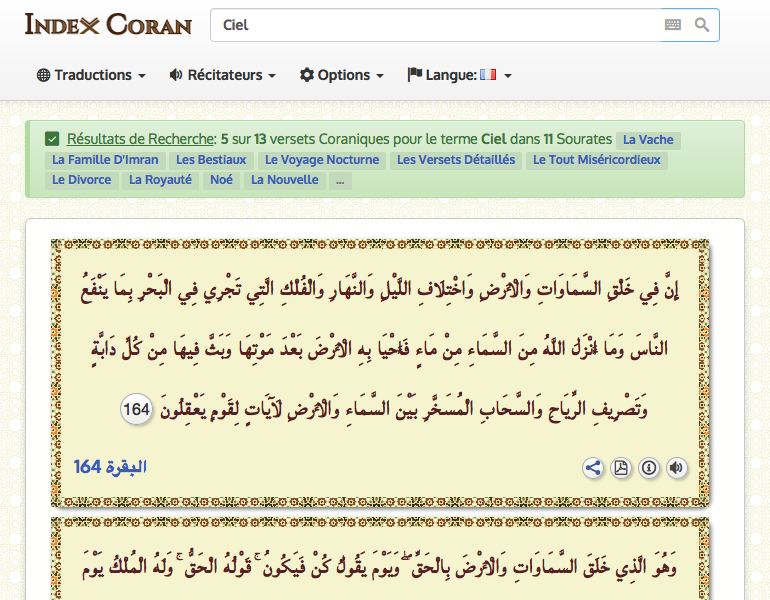 INDEX CORAN
Ciel
Traductions Récitateurs Options Langue:
Résultats de Recherche: 5 sur 13 versets Coraniques pour le terme Ciel dans 11 Sourates La Vache
La Famille D'Imran Les Bestiaux Le Voyage Nocturne Les Versets Détaillés Le Tout Miséricordieux
Le Divorce La Royauté Noé La Nouvelle ...
إِنَّ فِي خَلْقِ السَّمَاوَاتِ وَالْأَرْضِ وَاخْتِلَافِ اللَّيْلِ وَالنَّهَارِ وَالْفُلْكِ الَّتِي تَجْرِي فِي الْبَحْرِ بِمَا يَنْفَعُ
النَّاسَ وَمَا أَنْزَلَ اللَّهُ مِنَ السَّمَاءِ مِنْ مَاءٍ فَأَحْيَا بِهِ الْأَرْضَ بَعْدَ مَوْتِهَا وَبَثَّ فِيهَا مِنْ كُلِّ دَابَّةٍ
وَتَصْرِيفِ الرِّيَاحِ وَالسَّحَابِ الْمُسَخَّرِ بَيْنَ السَّمَاءِ وَالْأَرْضِ لَآيَاتٍ لِقَوْمٍ يَعْقِلُونَ 164
البقرة 164
وَهُوَ الَّذِي خَلَقَ السَّمَاوَاتِ وَالْأَرْضَ بِالْحَقِّ ۖ وَيَوْمَ يَقُولُ كُنْ فَيَكُونُ ۚ قَوْلُهُ الْحَقُّ ۚ وَلَهُ الْمُلْكُ يَوْمَ